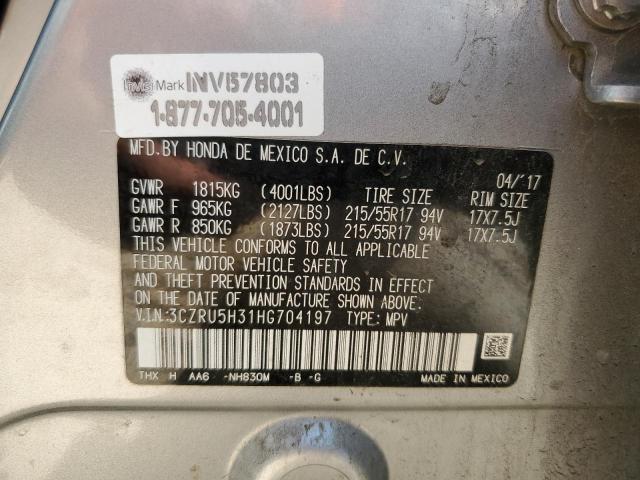 InvisiMark INV57803
1-877-705-4001
MFD.BY HONDA DE MEXICO S.A. DE C.V.
04/'17
GVWR 1815KG (4001LBS) TIRE SIZE RIM SIZE
GAWR F 965KG (2127LBS) 215/55R17 94V 17X7.5J
GAWR R 850KG (1873LBS) 215/55R17 94V 17X7.5J
THIS VEHICLE CONFORMS TO ALL APPLICABLE
FEDERAL MOTOR VEHICLE SAFETY
AND THEFT PREVENTION STANDARDS IN EFFECT
ON THE DATE OF MANUFACTURE SHOWN ABOVE.
V.I.N:3CZRU5H31HG704197 TYPE: MPV
THX H AA6 -NH830M -B -G MADE IN MEXICO